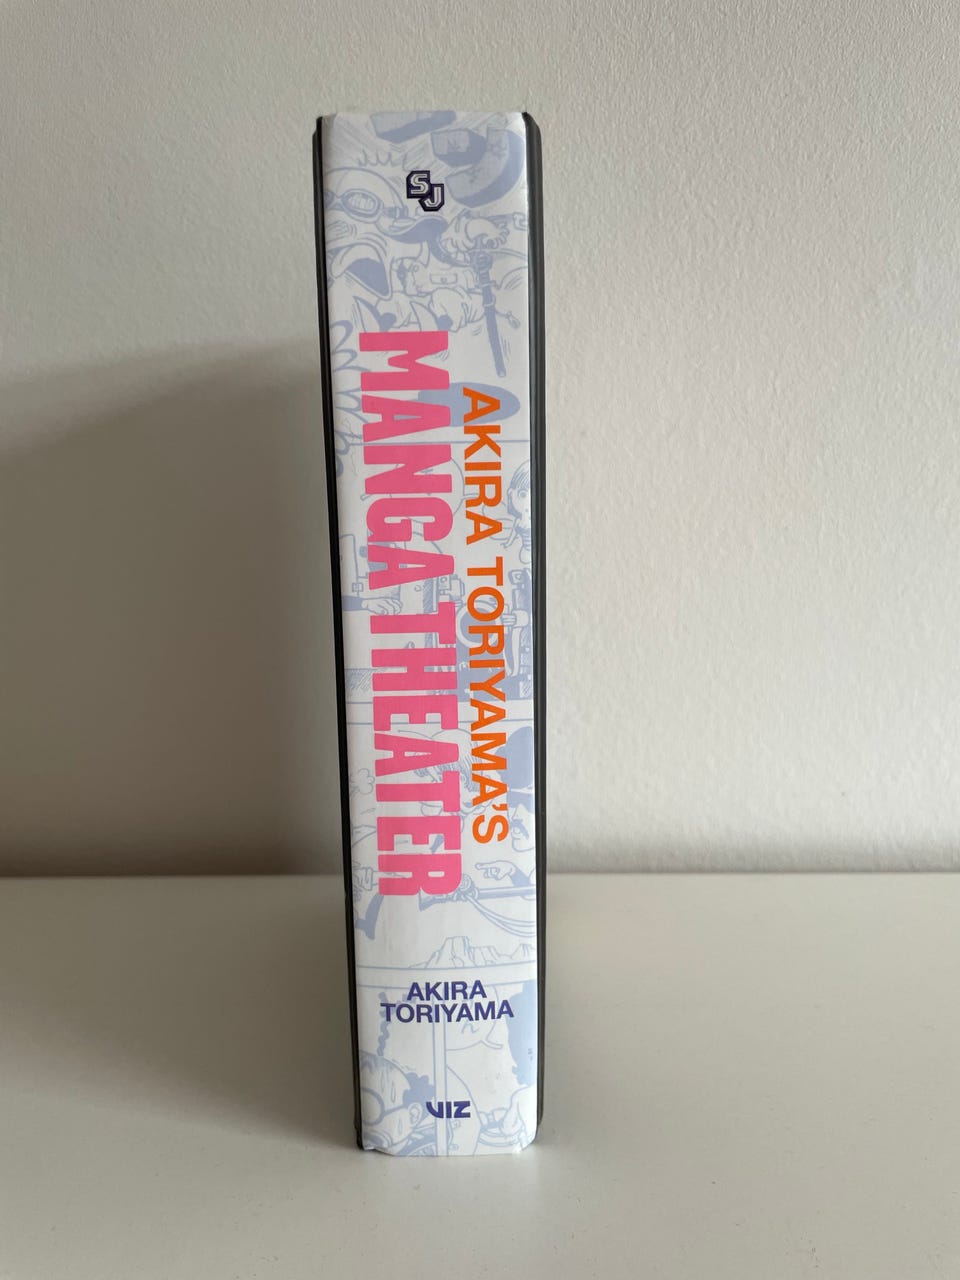 SJ
AKIRA TORIYAMA'S
MANGA THEATER
AKIRA
TORIYAMA
VIZ